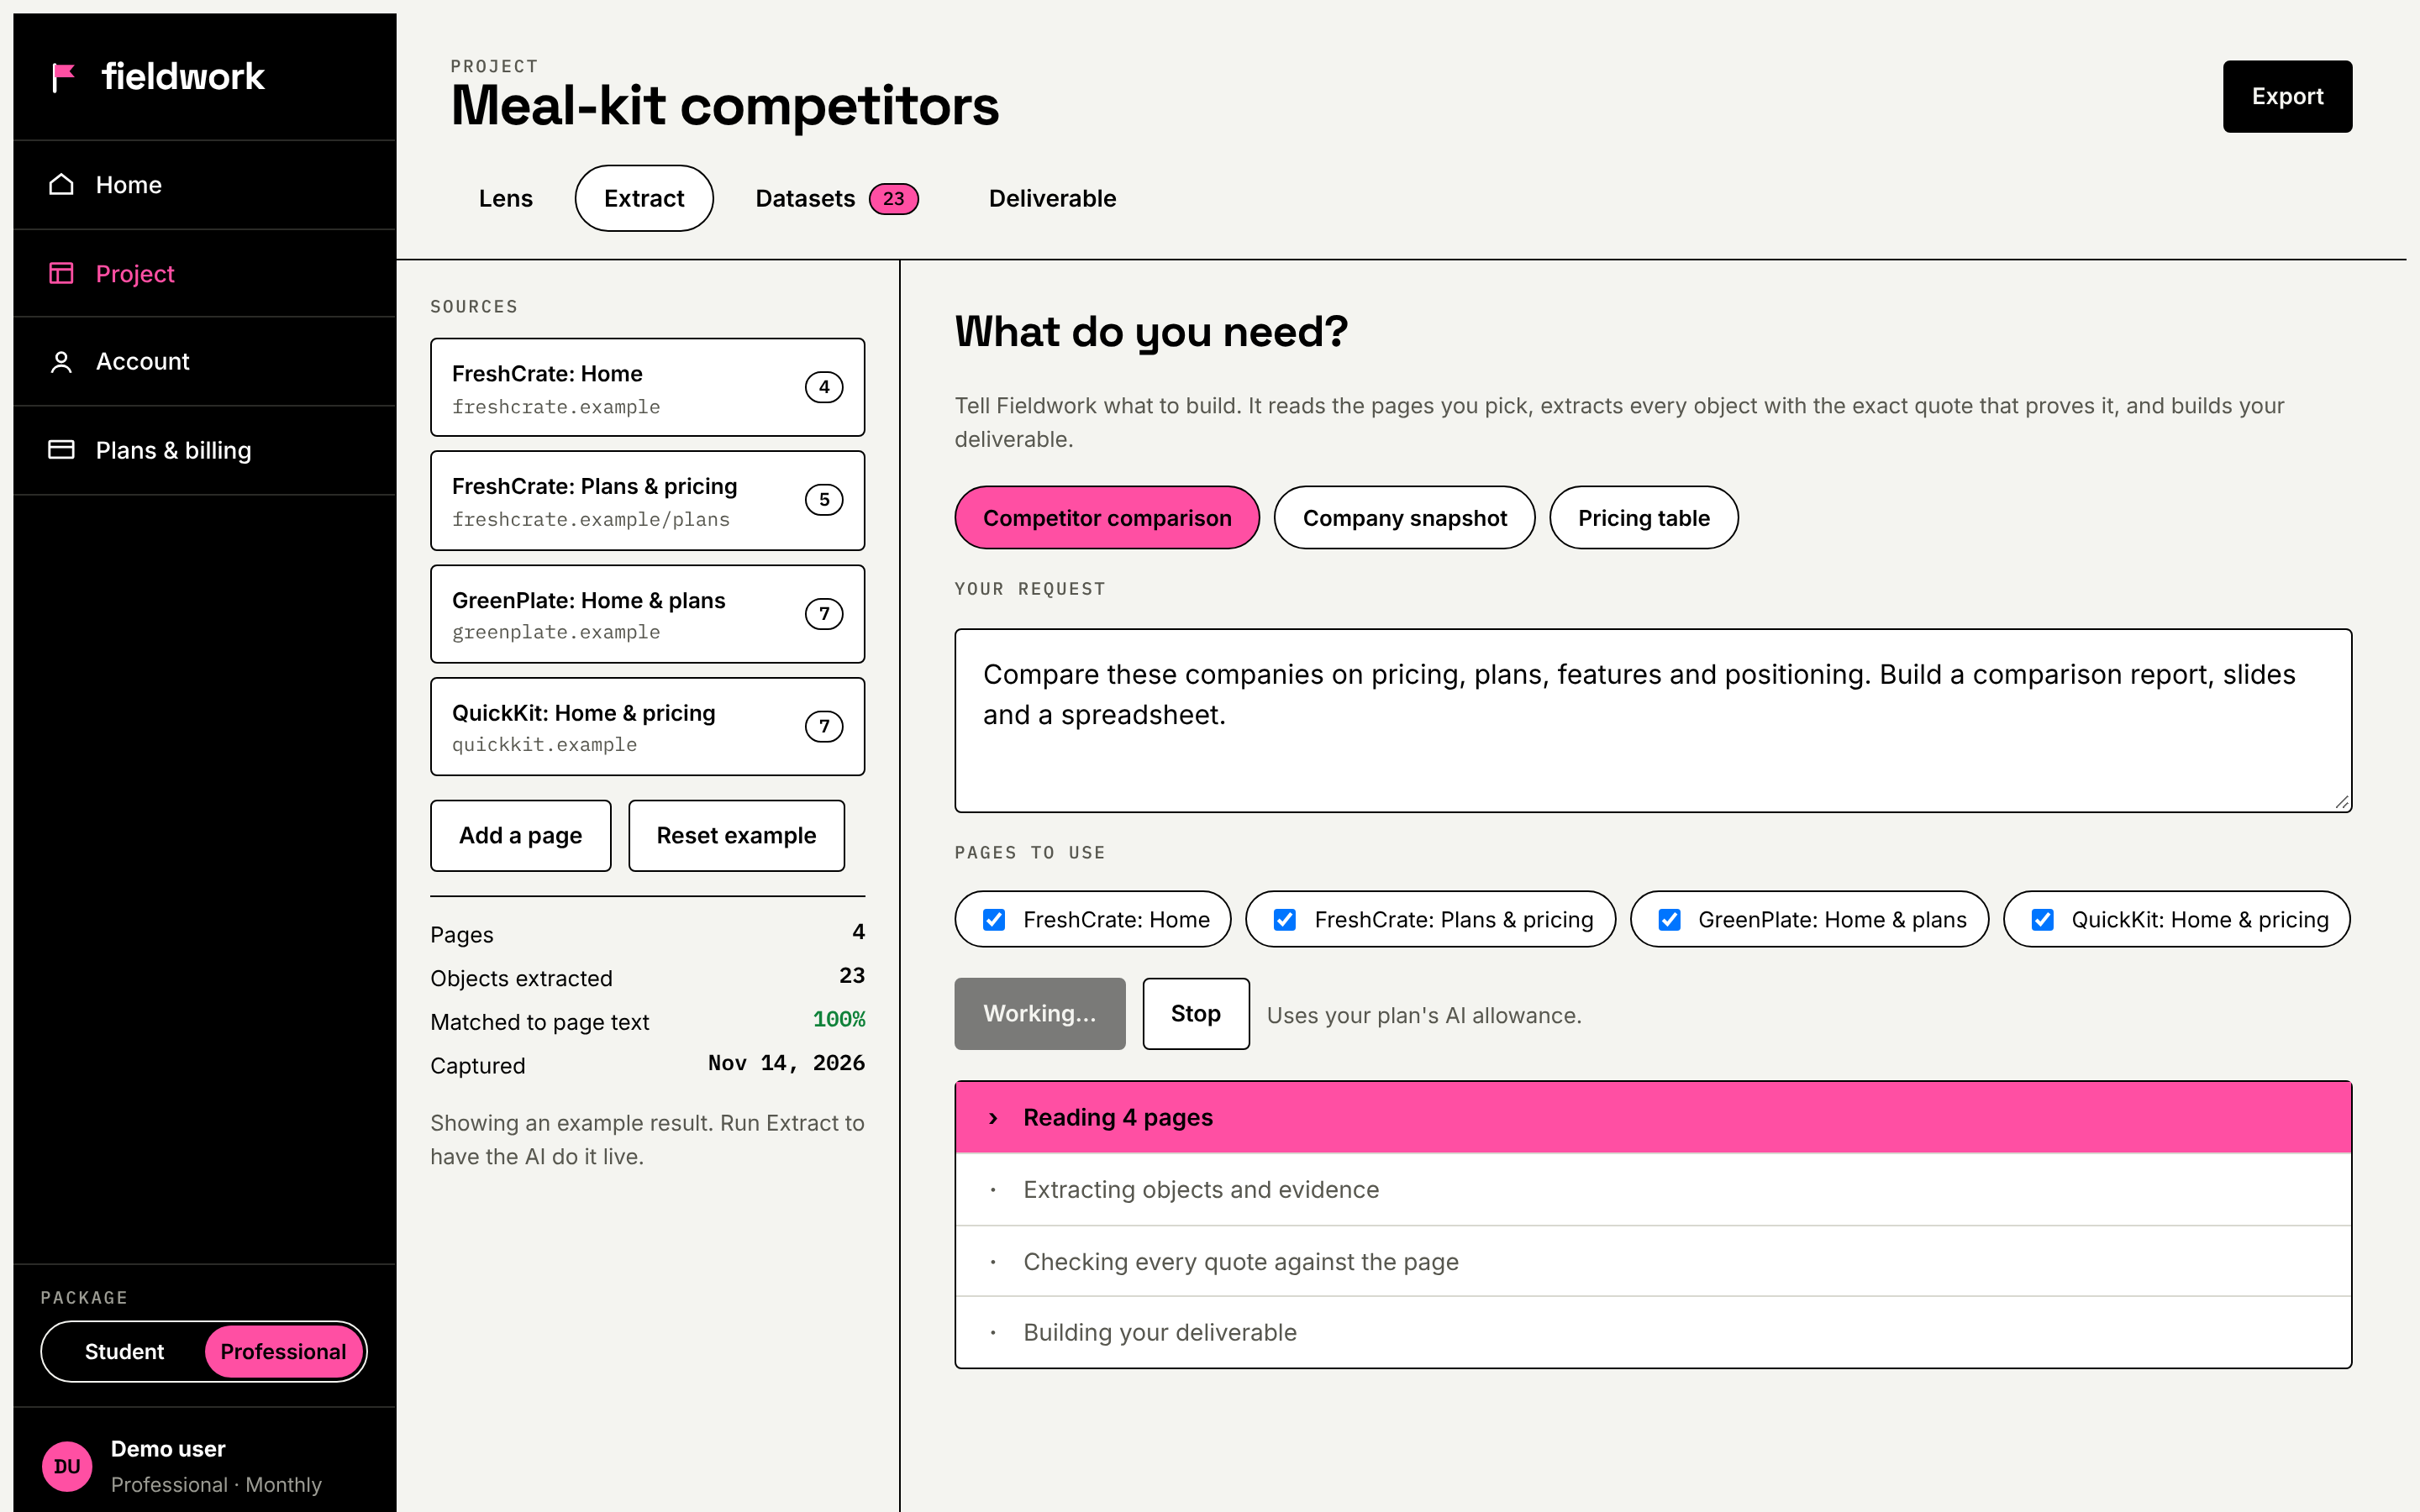 fieldwork
Home
Project
Account
Plans & billing
PACKAGE
Student
Professional
DU
Demo user
Professional · Monthly
PROJECT
Meal-kit competitors
Export
Lens
Extract
Datasets 23
Deliverable
SOURCES
FreshCrate: Home
freshcrate.example
4
FreshCrate: Plans & pricing
freshcrate.example/plans
5
GreenPlate: Home & plans
greenplate.example
7
QuickKit: Home & pricing
quickkit.example
7
Add a page
Reset example
Pages 4
Objects extracted 23
Matched to page text 100%
Captured Nov 14, 2026
Showing an example result. Run Extract to
have the AI do it live.
What do you need?
Tell Fieldwork what to build. It reads the pages you pick, extracts every object with the exact quote that proves it, and builds your
deliverable.
Competitor comparison
Company snapshot
Pricing table
YOUR REQUEST
Compare these companies on pricing, plans, features and positioning. Build a comparison report, slides
and a spreadsheet.
PAGES TO USE
FreshCrate: Home
FreshCrate: Plans & pricing
GreenPlate: Home & plans
QuickKit: Home & pricing
Working...
Stop
Uses your plan's AI allowance.
› Reading 4 pages
· Extracting objects and evidence
· Checking every quote against the page
· Building your deliverable